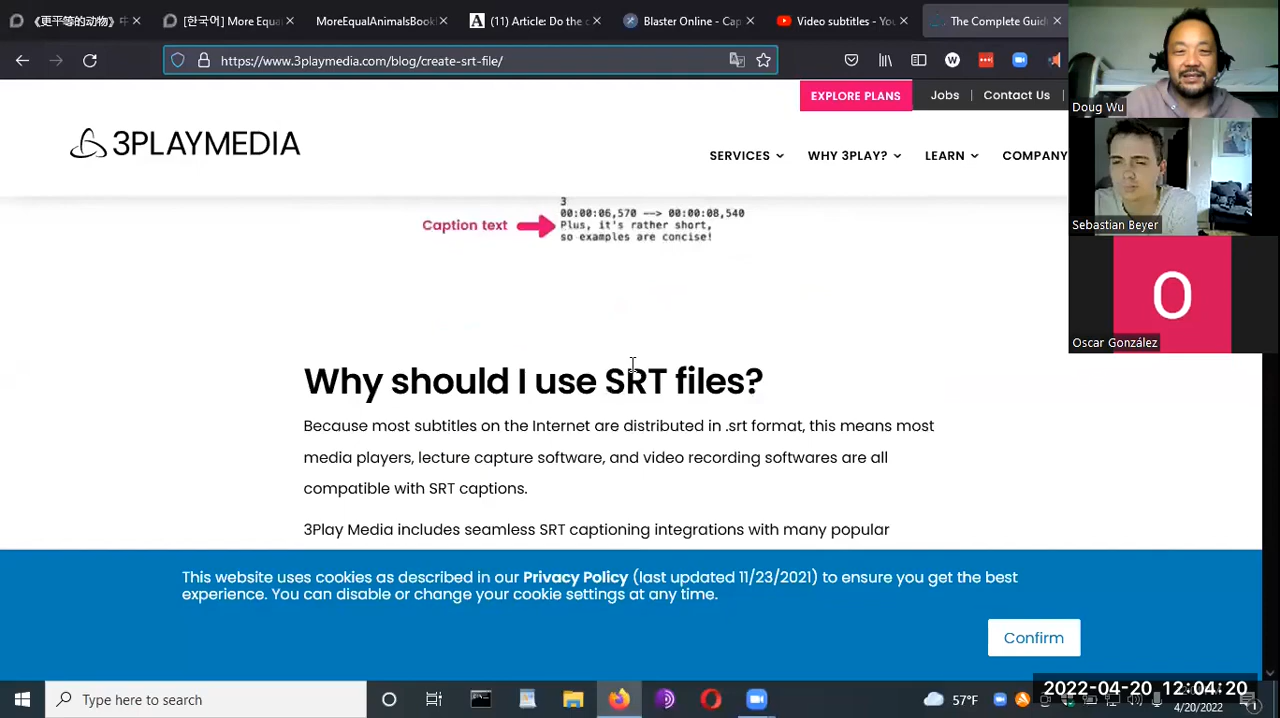 《更平等的动物》
[한국어] More Equa
MoreEqualAnimalsBook
(11) Article: Do the c
Blaster Online - Cap
Video subtitles - You
The Complete Guid
https://www.3playmedia.com/blog/create-srt-file/
EXPLORE PLANS
Jobs
Contact Us
3PLAYMEDIA
SERVICES
WHY 3PLAY?
LEARN
COMPANY
3
00:00:06,570 --> 00:00:08,540
Caption text
Plus, it's rather short,
so examples are concise!
Why should I use SRT files?
Because most subtitles on the Internet are distributed in .srt format, this means most
media players, lecture capture software, and video recording softwares are all
compatible with SRT captions.
3Play Media includes seamless SRT captioning integrations with many popular
This website uses cookies as described in our Privacy Policy (last updated 11/23/2021) to ensure you get the best
experience. You can disable or change your cookie settings at any time.
Confirm
Doug Wu
Sebastian Beyer
O
Oscar González
Type here to search
57°F
2022-04-20 12:04:20
4/20/2022